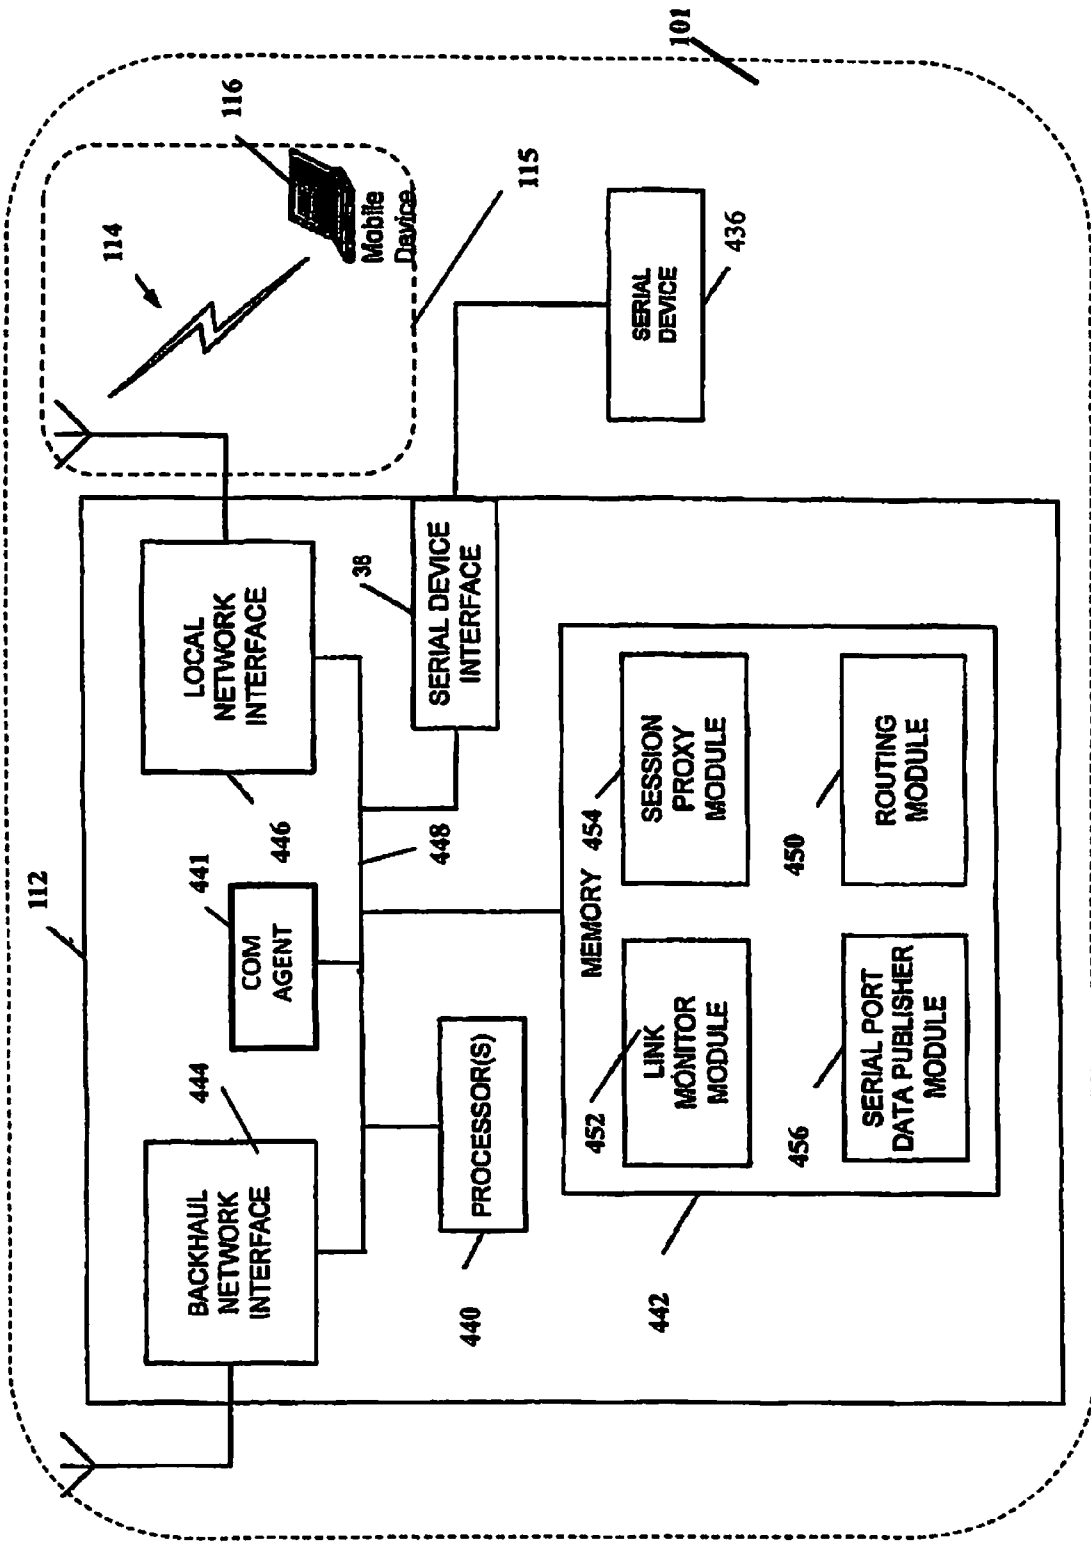 101
116
114
Mobile
Device
115
112
LOCAL
NETWORK
INTERFACE
446
441
COM
AGENT
444
BACKHAUL
NETWORK
INTERFACE
448
38
SERIAL DEVICE
INTERFACE
SERIAL
DEVICE
436
PROCESSOR(S)
440
MEMORY
442
452
LINK
MONITOR
MODULE
454
SESSION
PROXY
MODULE
456
SERIAL PORT
DATA PUBLISHER
MODULE
450
ROUTING
MODULE